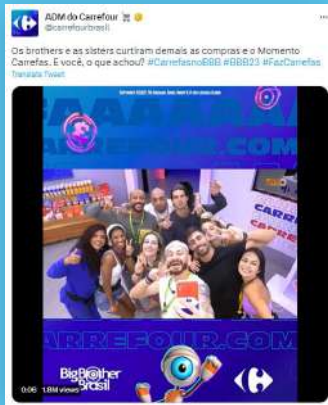 ADM do Carrefour
@carrefourbrasil
Os brothers e as sisters curtiram demais as compras e o Momento
Carrefas. E você, o que achou? #CarrefasnoBBB #BBB23 #FazCarrefas
Translate Tweet
CARREFOUR.COM
CARRE
CARREFOUR.COM
Big Brother
Brasil
0:06 1.8M views